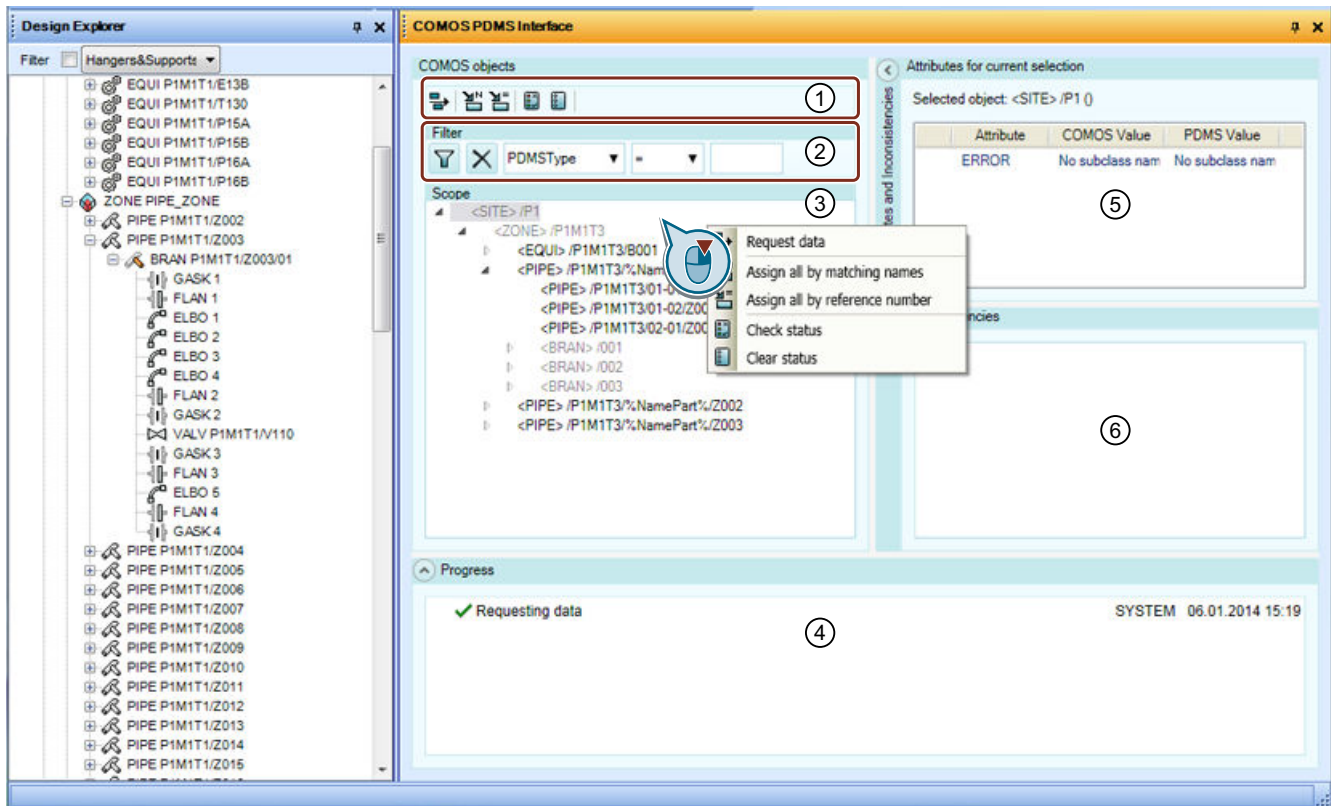 Design Explorer
Filter
Hangers&Supports
EQUI P1M1T1/E13B
EQUI P1M1T1/T130
EQUI P1M1T1/P15A
EQUI P1M1T1/P15B
EQUI P1M1T1/P16A
EQUI P1M1T1/P16B
ZONE PIPE_ZONE
PIPE P1M1T1/Z002
PIPE P1M1T1/Z003
BRAN P1M1T1/Z003/01
GASK 1
FLAN 1
ELBO 1
ELBO 2
ELBO 3
ELBO 4
FLAN 2
GASK 2
VALV P1M1T1/V110
GASK 3
FLAN 3
ELBO 5
FLAN 4
GASK 4
PIPE P1M1T1/Z004
PIPE P1M1T1/Z005
PIPE P1M1T1/Z006
PIPE P1M1T1/Z007
PIPE P1M1T1/Z008
PIPE P1M1T1/Z009
PIPE P1M1T1/Z010
PIPE P1M1T1/Z011
PIPE P1M1T1/Z012
PIPE P1M1T1/Z013
PIPE P1M1T1/Z014
PIPE P1M1T1/Z015
COMOS PDMS Interface
COMOS objects
1
Filter
PDMSType
=
2
Scope
3
<SITE> /P1
<ZONE> /P1M1T3
<EQUI> /P1M1T3/B001
<PIPE> /P1M1T3/%Nam
<PIPE> /P1M1T3/01-0
<PIPE> /P1M1T3/01-02/Z00
<PIPE> /P1M1T3/02-01/Z00
<BRAN> /001
<BRAN> /002
<BRAN> /003
<PIPE> /P1M1T3/%NamePart%/Z002
<PIPE> /P1M1T3/%NamePart%/Z003
Request data
Assign all by matching names
Assign all by reference number
Check status
Clear status
tes and Inconsistencies
Attributes for current selection
Selected object: <SITE> /P1 ()
Attribute COMOS Value PDMS Value
ERROR No subclass nam No subclass nam
5
ncies
6
Progress
Requesting data SYSTEM 06.01.2014 15:19
4